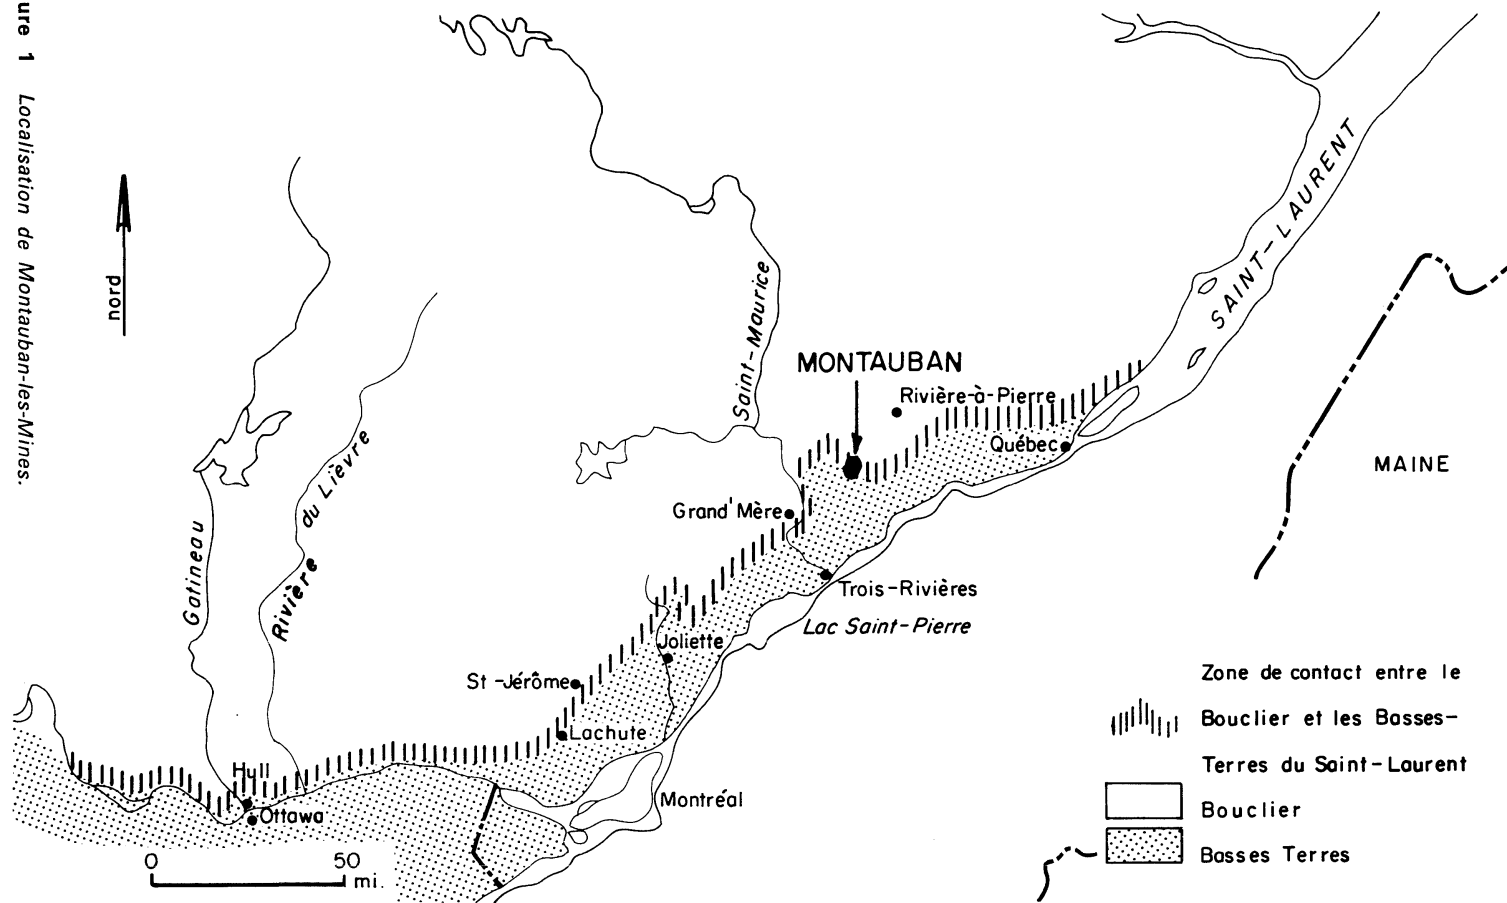 ure 1 Localisation de Montauban-les-Mines.
nord
SAINT-LAURENT
Saint-Maurice
MONTAUBAN
Rivière-à-Pierre
Québec
MAINE
Gatineau
Rivière du Lièvre
Grand'Mère
Trois-Rivières
Lac Saint-Pierre
Joliette
St-Jérôme
Lachute
Hyll
Ottawa
Montréal
0 50
mi.
Zone de contact entre le
Bouclier et les Basses-
Terres du Saint-Laurent
Bouclier
Basses Terres